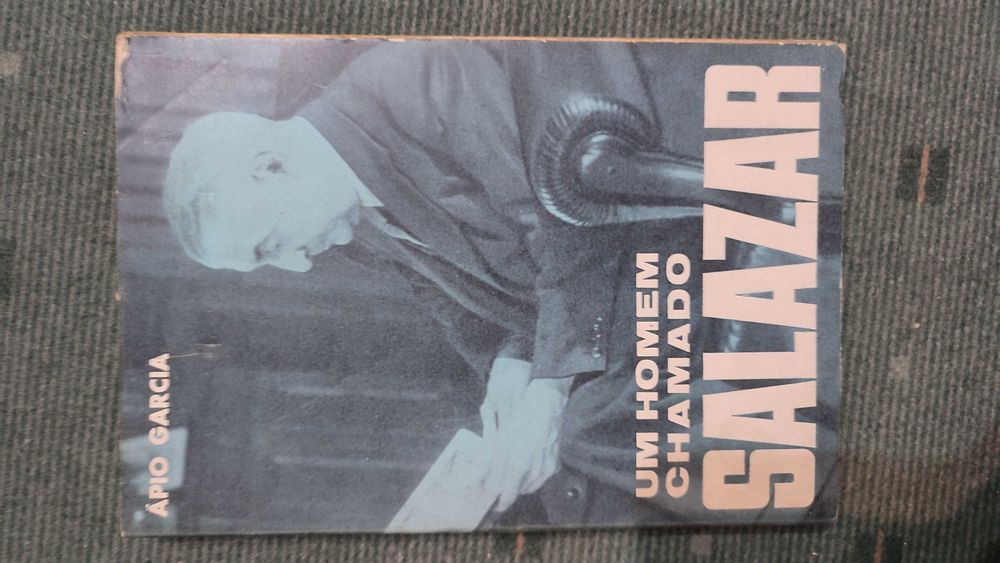 ÁPIO GARCIA
UM HOMEM
CHAMADO
SALAZAR